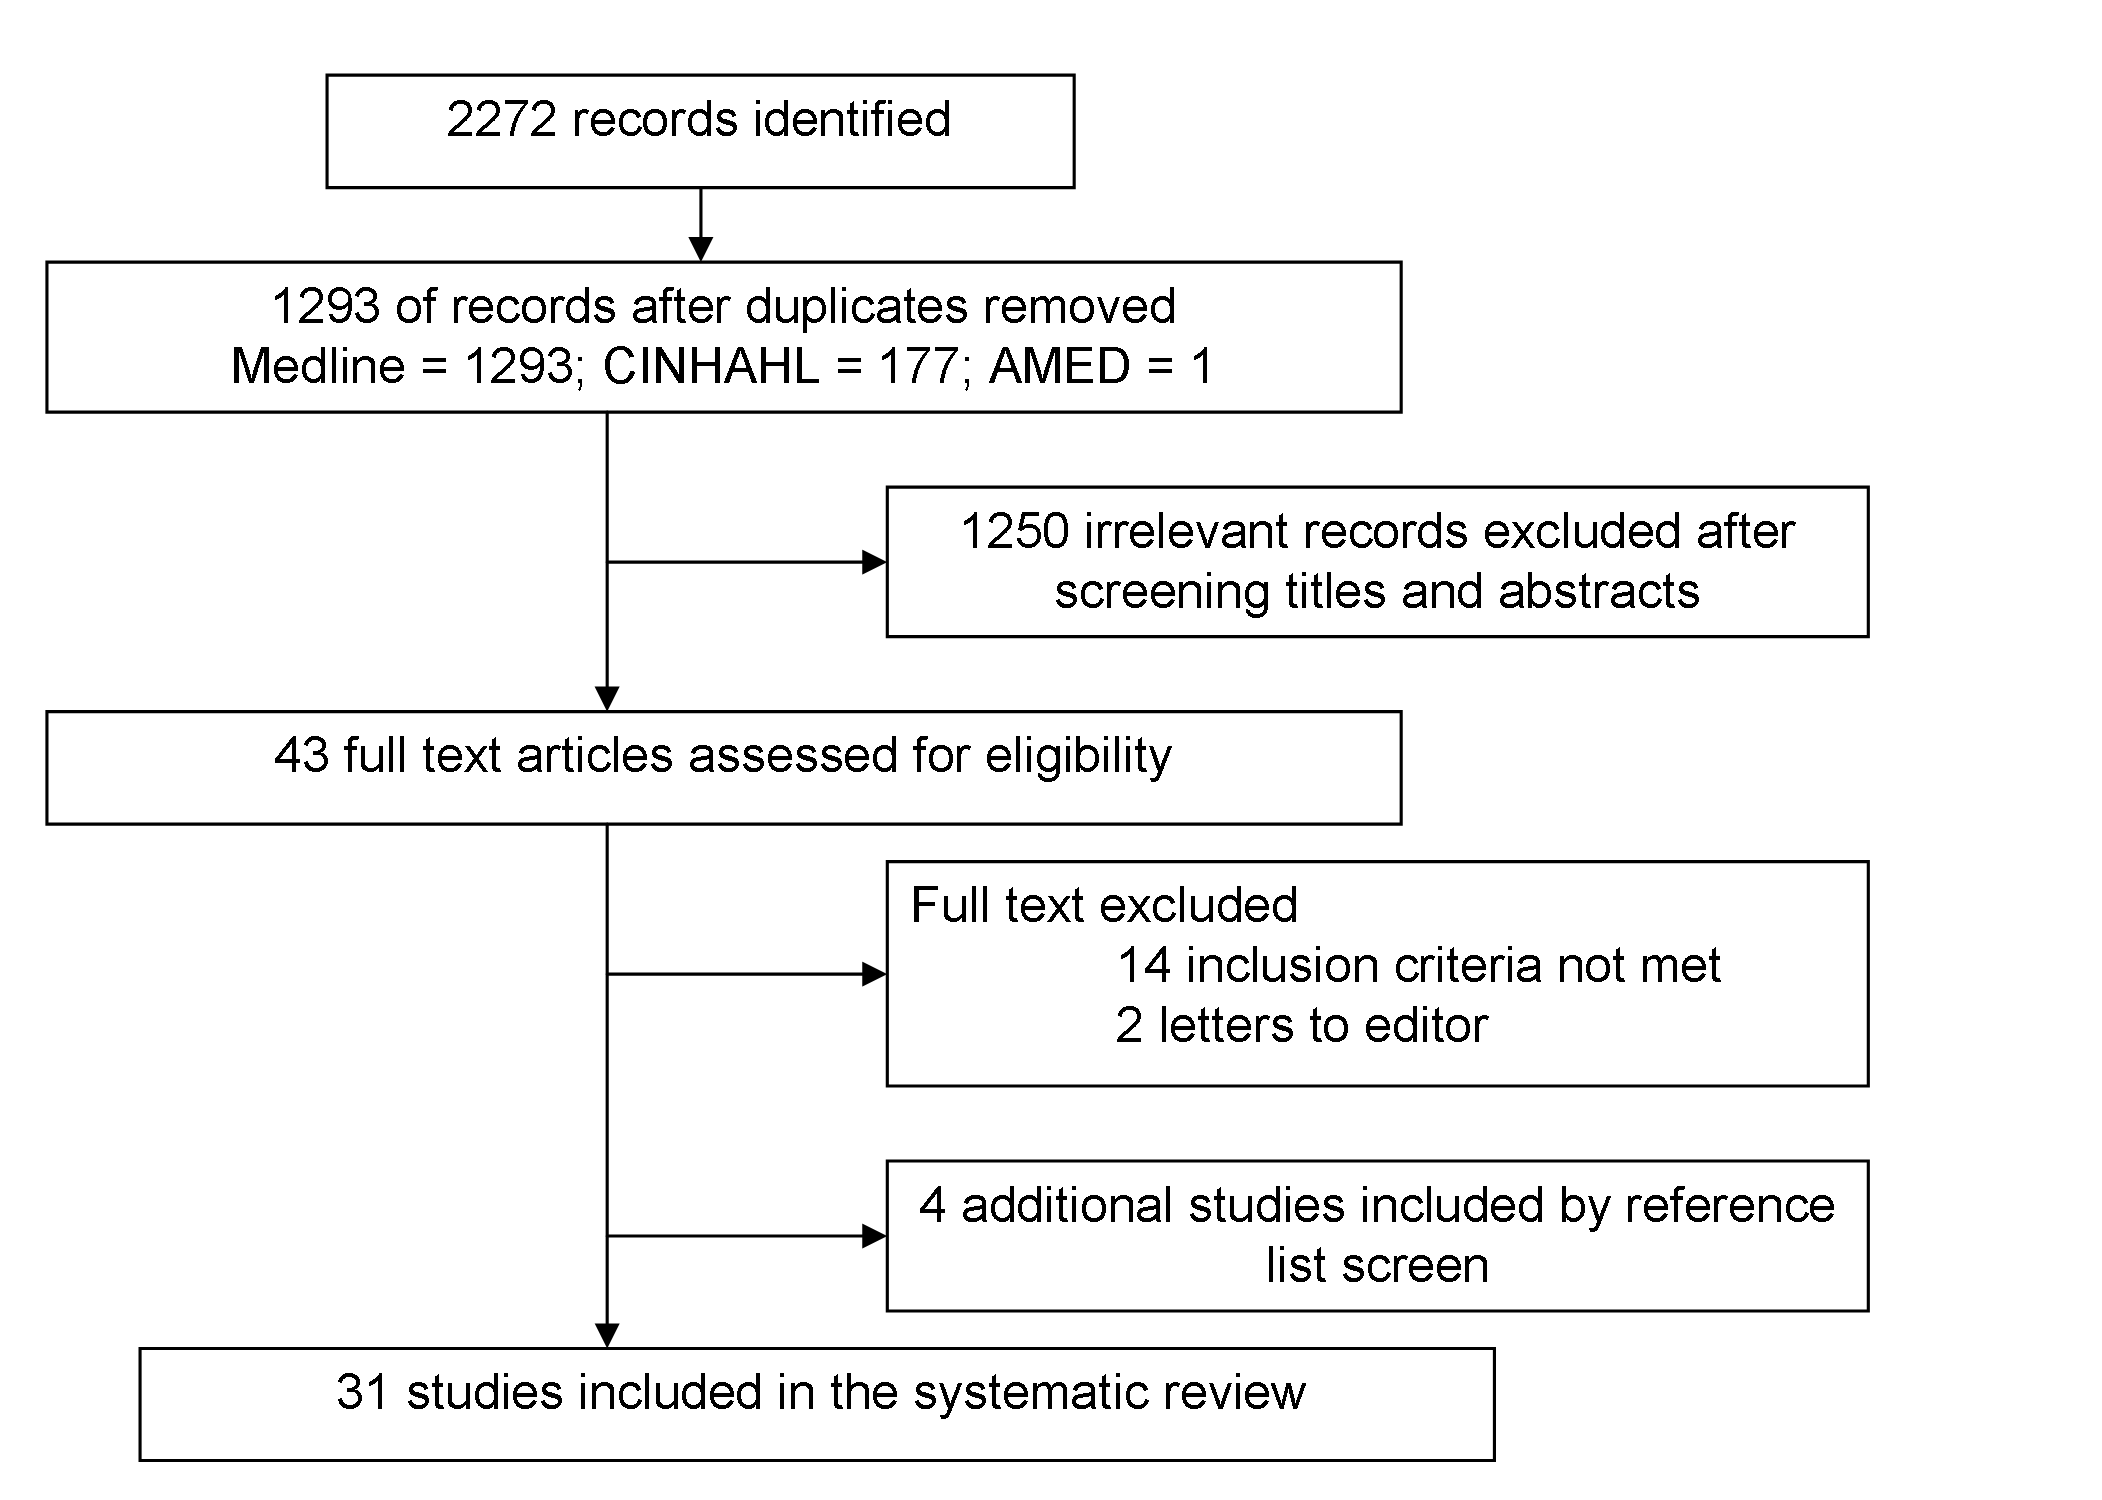 2272 records identified
1293 of records after duplicates removed
Medline = 1293; CINHAHL = 177; AMED = 1
1250 irrelevant records excluded after
screening titles and abstracts
43 full text articles assessed for eligibility
Full text excluded
14 inclusion criteria not met
2 letters to editor
4 additional studies included by reference
list screen
31 studies included in the systematic review